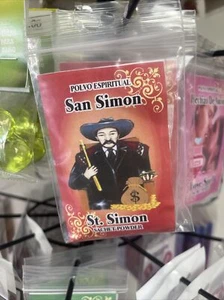 POLVO ESPIRITUAL
San Simon
$
St. Simon
SACHET POWDER